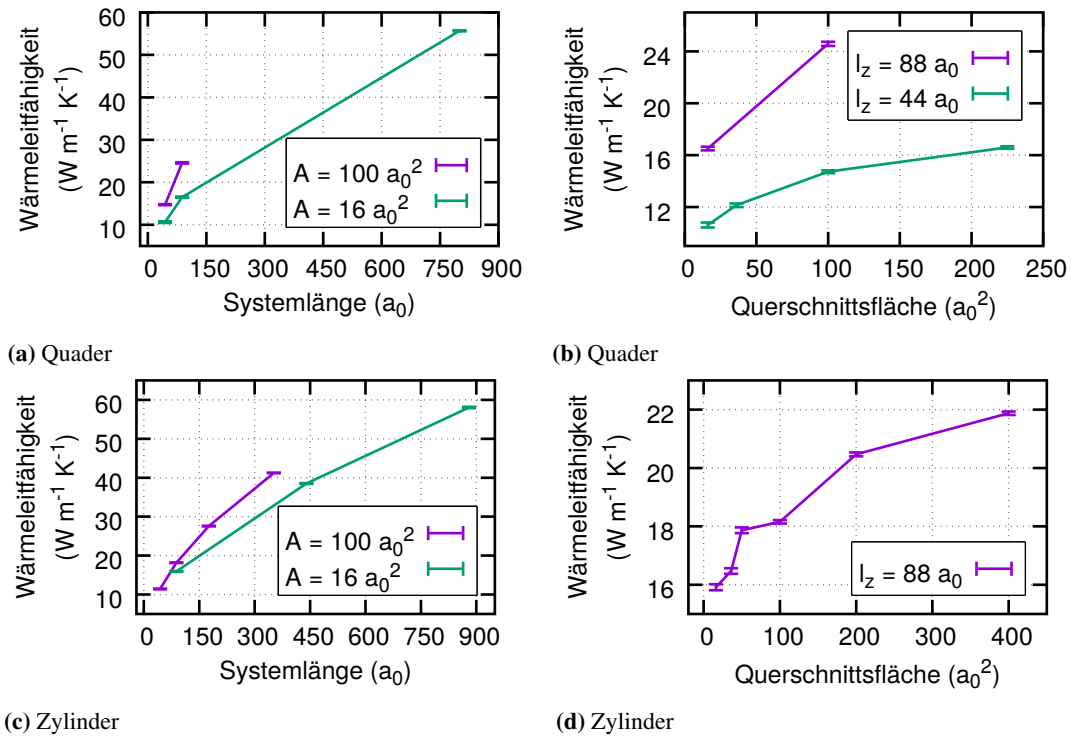 Wärmeleitfähigkeit
(W m⁻¹ K⁻¹)
60
50
40
30
20
10
A = 100 a₀²
A = 16 a₀²
0 150 300 450 600 750 900
Systemlänge (a₀)
(a) Quader
Wärmeleitfähigkeit
(W m⁻¹ K⁻¹)
24
20
16
12
l_z = 88 a₀
l_z = 44 a₀
0 50 100 150 200 250
Querschnittsfläche (a₀²)
(b) Quader
Wärmeleitfähigkeit
(W m⁻¹ K⁻¹)
60
50
40
30
20
10
A = 100 a₀²
A = 16 a₀²
0 150 300 450 600 750 900
Systemlänge (a₀)
(c) Zylinder
Wärmeleitfähigkeit
(W m⁻¹ K⁻¹)
22
20
18
16
l_z = 88 a₀
0 100 200 300 400
Querschnittsfläche (a₀²)
(d) Zylinder